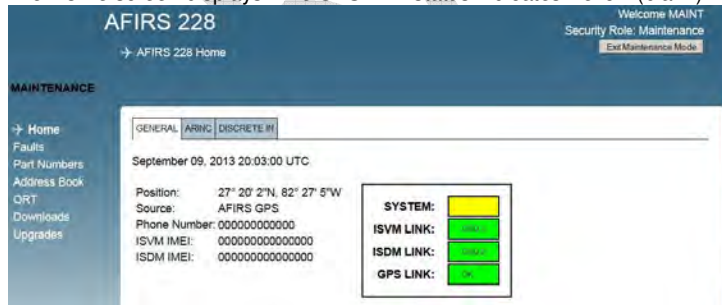 AFIRS 228
Welcome MAINT
Security Role: Maintenance
AFIRS 228 Home
Exit Maintenance Mode
MAINTENANCE
Home
Faults
Part Numbers
Address Book
QRT
Downloads
Upgrades
GENERAL ARINC DISCRETE IN
September 09, 2013 20:03:00 UTC
Position: 27° 20' 2"N, 82° 27' 5"W
Source: AFIRS GPS
Phone Number: 000000000000
ISVM IMEI: 000000000000000
ISDM IMEI: 000000000000000
SYSTEM:
ISVM LINK:
ISDM LINK:
GPS LINK: OK